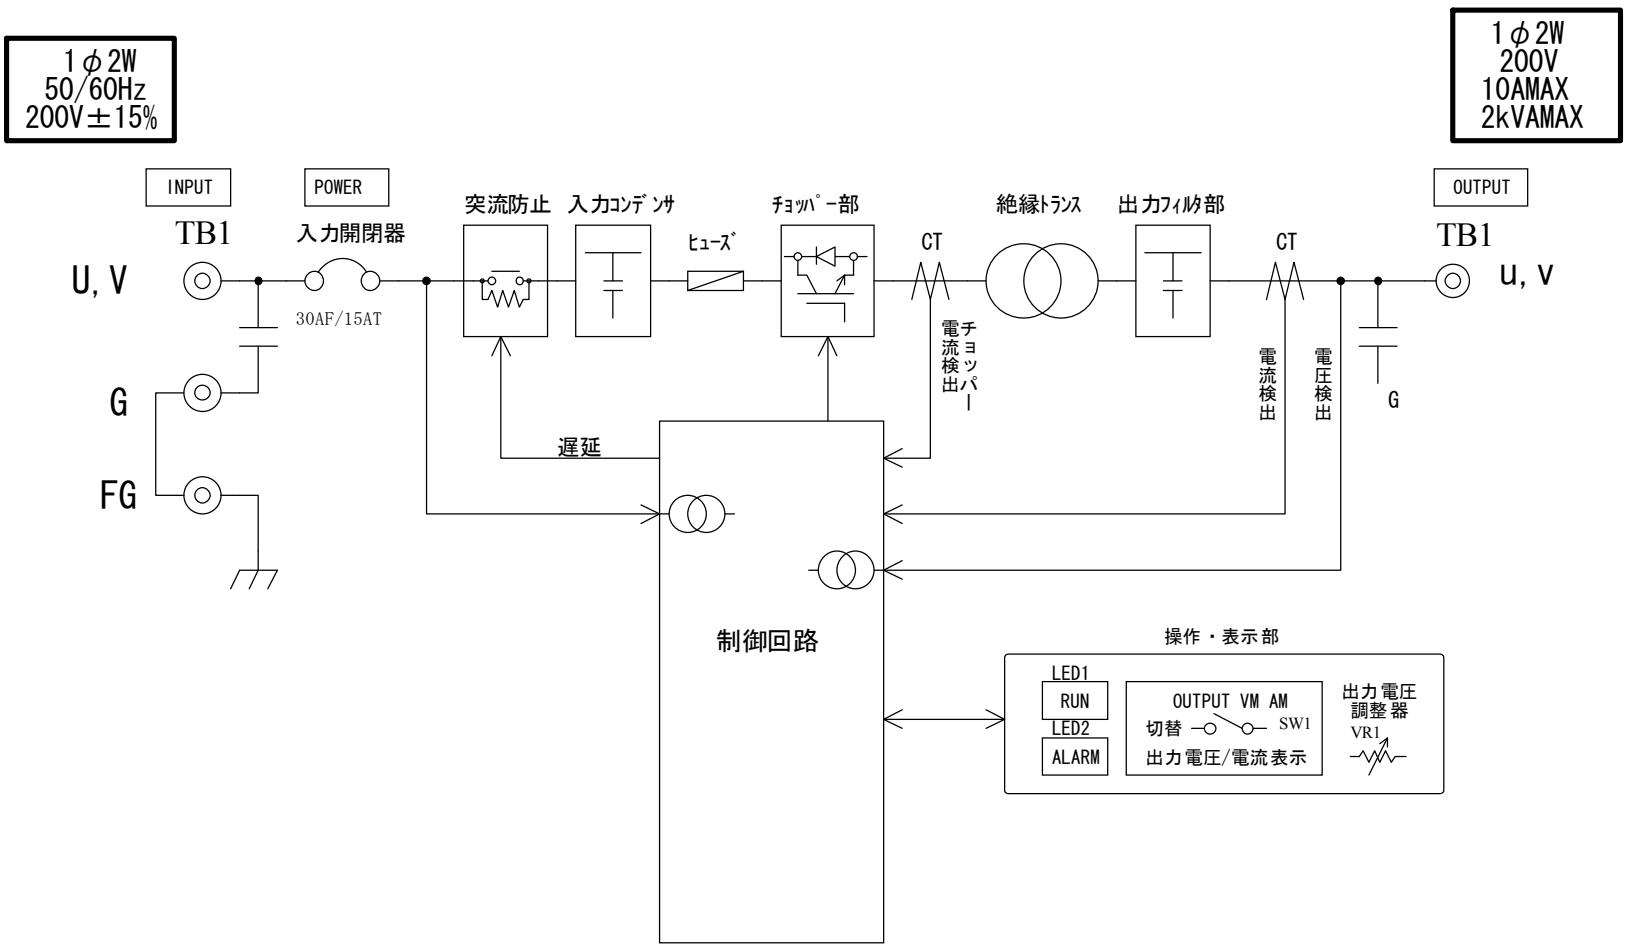 1φ2W
50/60Hz
200V±15%
1φ2W
200V
10AMAX
2kVAMAX
INPUT
POWER
OUTPUT
TB1
入力開閉器
突流防止
入力ｺﾝﾃﾞﾝｻ
ﾋｭｰｽﾞ
ﾁｮｯﾊﾟｰ部
CT
絶縁ﾄﾗﾝｽ
出力ﾌｨﾙﾀ部
CT
TB1
U,V
u,v
30AF/15AT
チョッパー
電流検出
電流検出
電圧検出
G
G
遅延
FG
制御回路
操作・表示部
LED1
RUN
LED2
ALARM
OUTPUT VM AM
切替
SW1
出力電圧/電流表示
出力電圧
調整器
VR1